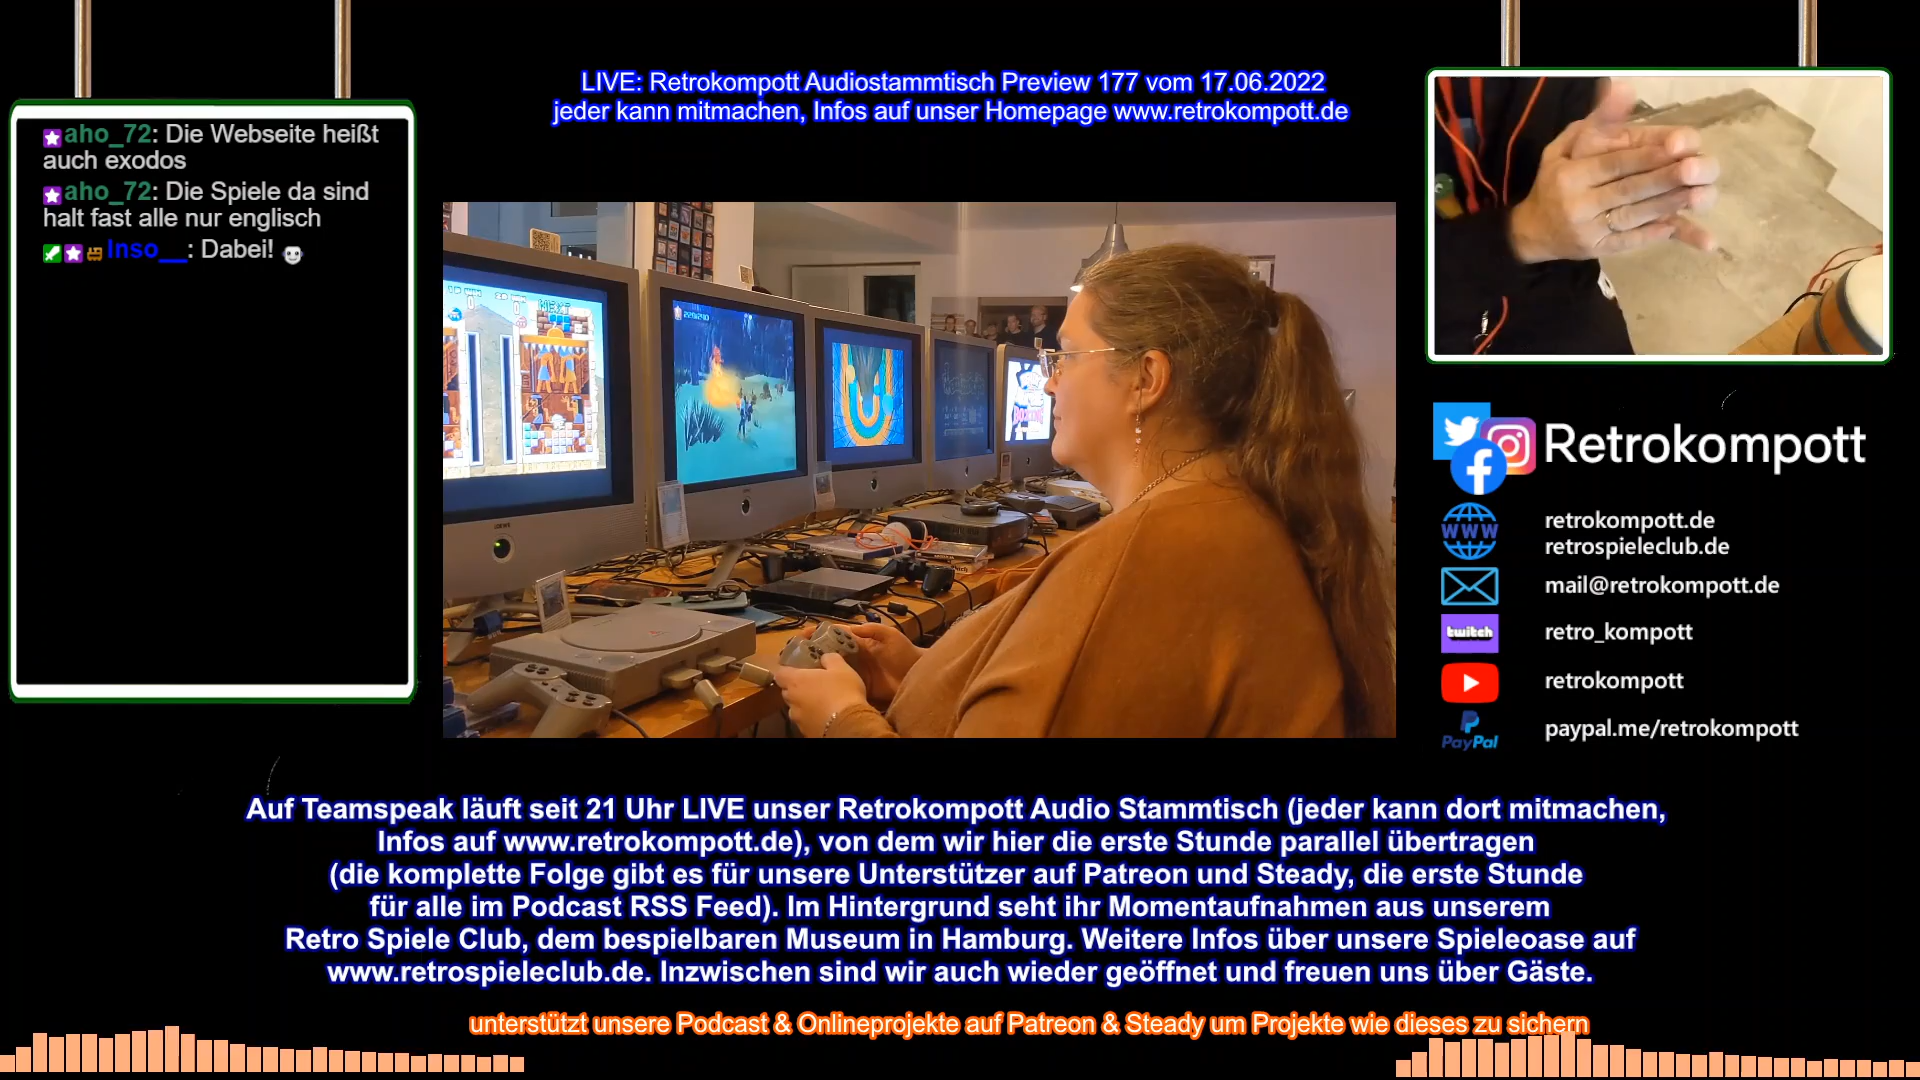 LIVE: Retrokompott Audiostammtisch Preview 177 vom 17.06.2022
jeder kann mitmachen, Infos auf unser Homepage www.retrokompott.de
aho_72: Die Webseite heißt
auch exodos
aho_72: Die Spiele da sind
halt fast alle nur englisch
Inso__: Dabei!
Retrokompott
www
retrokompott.de
retrospieleclub.de
mail@retrokompott.de
twitch
retro_kompott
retrokompott
PayPal
paypal.me/retrokompott
Auf Teamspeak läuft seit 21 Uhr LIVE unser Retrokompott Audio Stammtisch (jeder kann dort mitmachen,
Infos auf www.retrokompott.de), von dem wir hier die erste Stunde parallel übertragen
(die komplette Folge gibt es für unsere Unterstützer auf Patreon und Steady, die erste Stunde
für alle im Podcast RSS Feed). Im Hintergrund seht ihr Momentaufnahmen aus unserem
Retro Spiele Club, dem bespielbaren Museum in Hamburg. Weitere Infos über unsere Spieleoase auf
www.retrospieleclub.de. Inzwischen sind wir auch wieder geöffnet und freuen uns über Gäste.
unterstützt unsere Podcast & Onlineprojekte auf Patreon & Steady um Projekte wie dieses zu sichern